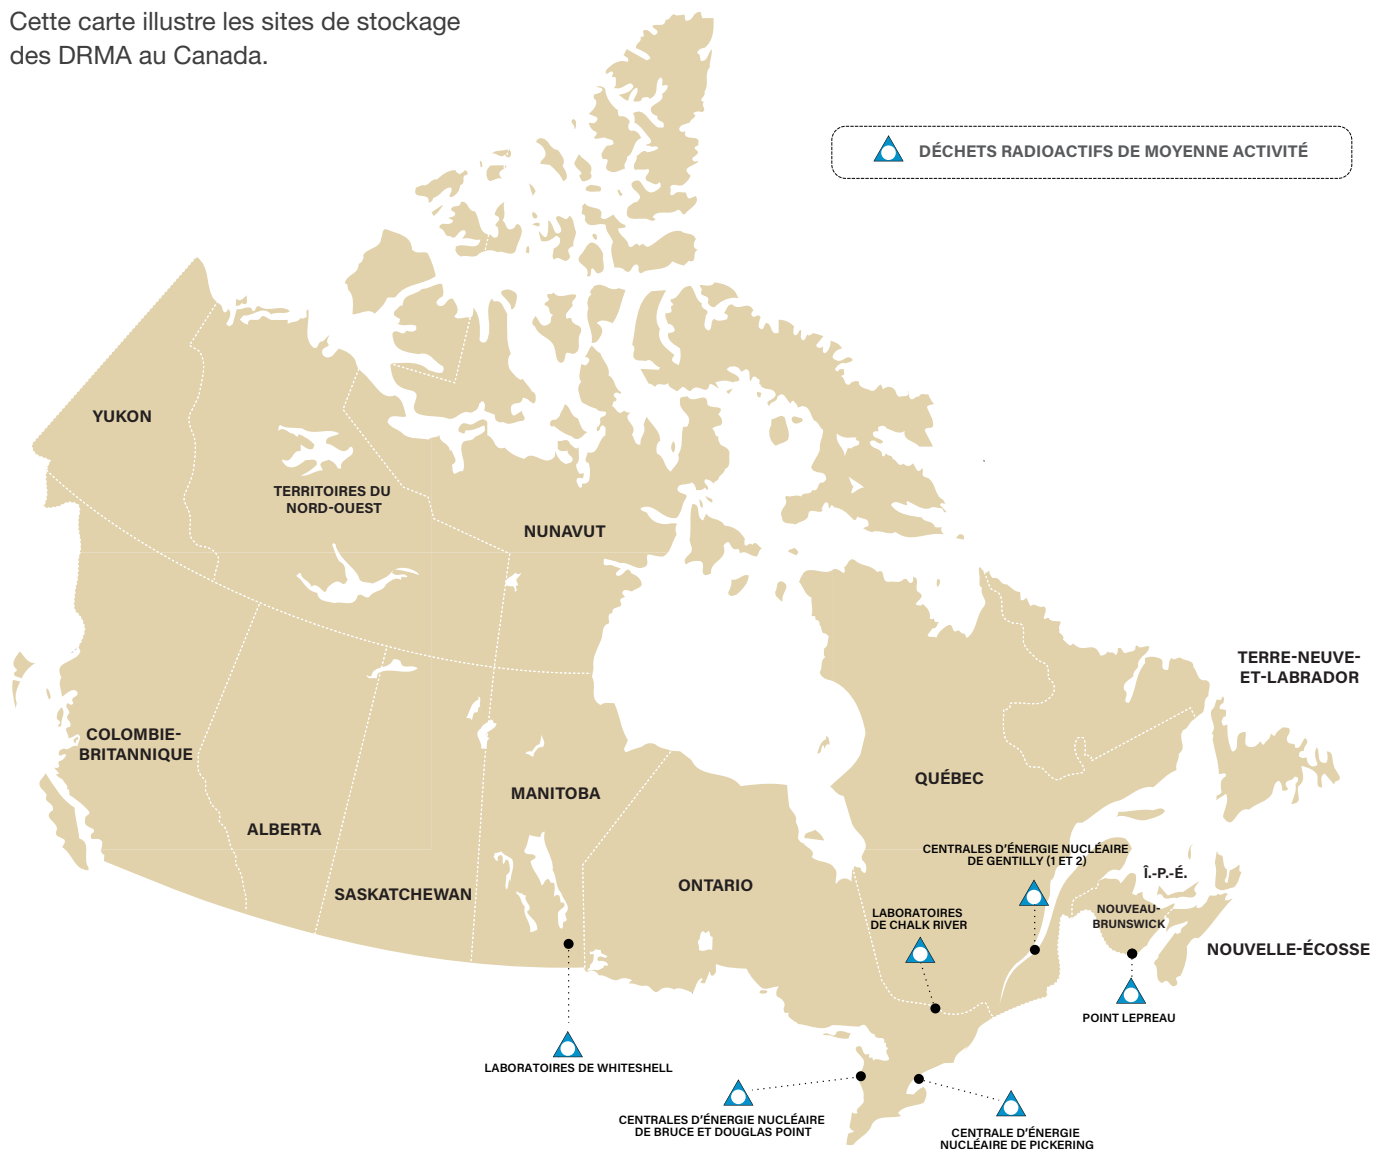 Cette carte illustre les sites de stockage
des DRMA au Canada.
DÉCHETS RADIOACTIFS DE MOYENNE ACTIVITÉ
YUKON
TERRITOIRES DU
NORD-OUEST
NUNAVUT
TERRE-NEUVE-
ET-LABRADOR
COLOMBIE-
BRITANNIQUE
QUÉBEC
MANITOBA
ALBERTA
CENTRALES D'ÉNERGIE NUCLÉAIRE
DE GENTILLY (1 ET 2)
Î.-P.-É.
SASKATCHEWAN
ONTARIO
LABORATOIRES
DE CHALK RIVER
NOUVEAU-
BRUNSWICK
NOUVELLE-ÉCOSSE
POINT LEPREAU
LABORATOIRES DE WHITESHELL
CENTRALES D'ÉNERGIE NUCLÉAIRE
DE BRUCE ET DOUGLAS POINT
CENTRALE D'ÉNERGIE
NUCLÉAIRE DE PICKERING